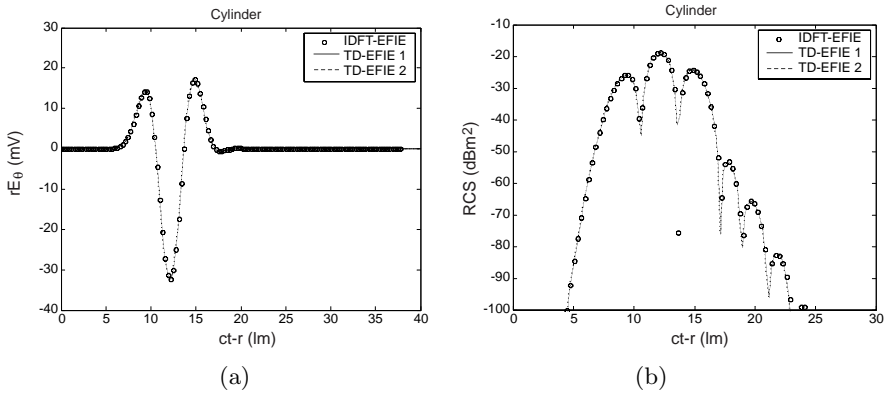 Cylinder
30
20
10
0
-10
-20
-30
-40
rEθ (mV)
0 5 10 15 20 25 30 35 40
ct-r (lm)
IDFT-EFIE
TD-EFIE 1
TD-EFIE 2
(a)
Cylinder
-10
-20
-30
-40
-50
-60
-70
-80
-90
-100
RCS (dBm²)
0 5 10 15 20 25 30
ct-r (lm)
IDFT-EFIE
TD-EFIE 1
TD-EFIE 2
(b)